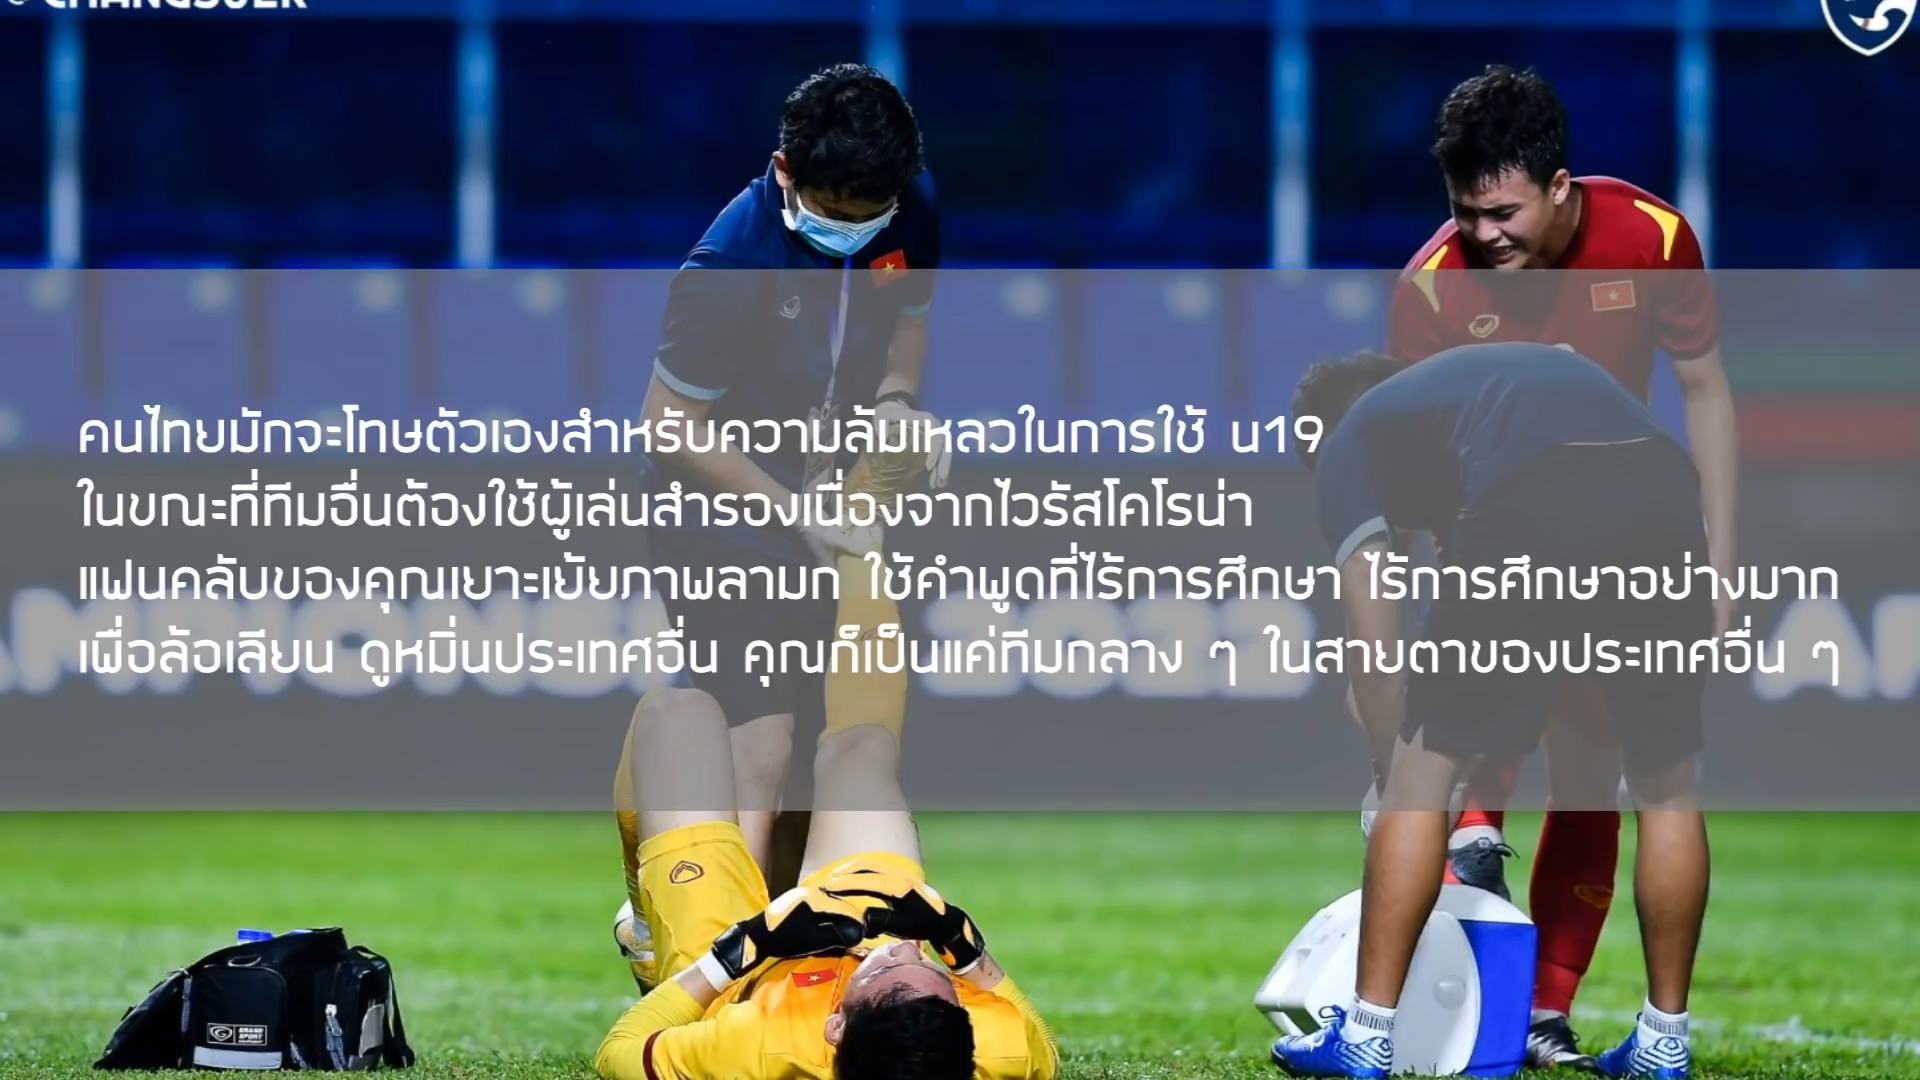 CHANGSUEK
คนไทยมักจะโทษตัวเองสำหรับความล้มเหลวในการใช้ u19
ในขณะที่ทีมอื่นต้องใช้ผู้เล่นสำรองเนื่องจากไวรัสโคโรน่า
แฟนคลับของคุณเยาะเย้ยภาพลามก ใช้คำพูดที่ไร้การศึกษา ไร้การศึกษาอย่างมาก
เพื่อล้อเลียน ดูหมิ่นประเทศอื่น คุณก็เป็นแค่ทีมกลาง ๆ ในสายตาของประเทศอื่น ๆ
2022
GRAND SPORT